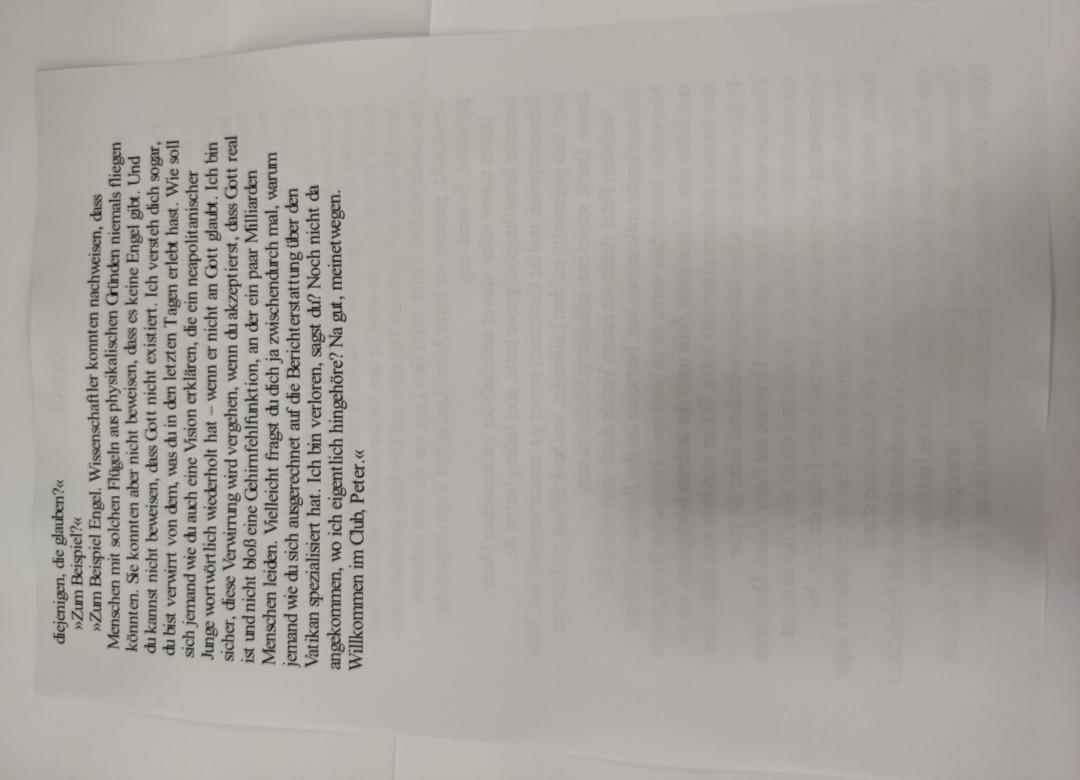 diejenigen, die glauben?«
»Zum Beispiel?«
»Zum Beispiel Engel. Wissenschaftler konnten nachweisen, dass
Menschen mit solchen Flügeln aus physikalischen Gründen niemals fliegen
könnten. Sie konnten aber nicht beweisen, dass es keine Engel gibt. Und
du kannst nicht beweisen, dass Gott nicht existiert. Ich versteh dich sogar,
du bist verwirrt von dem, was du in den letzten Tagen erlebt hast. Wie soll
sich jemand wie du auch eine Vision erklären, die ein neapolitanischer
Junge wortwörtlich wiederholt hat – wenn er nicht an Gott glaubt. Ich bin
sicher, diese Verwirrung wird vergehen, wenn du akzeptierst, dass Gott real
ist und nicht bloß eine Gehirnfehlfunktion, an der ein paar Milliarden
Menschen leiden. Vielleicht fragst du dich ja zwischendurch mal, warum
jemand wie du sich ausgerechnet auf die Berichterstattung über den
Vatikan spezialisiert hat. Ich bin verloren, sagst du? Noch nicht da
angekommen, wo ich eigentlich hingehöre? Na gut, meinetwegen.
Willkommen im Club, Peter.«